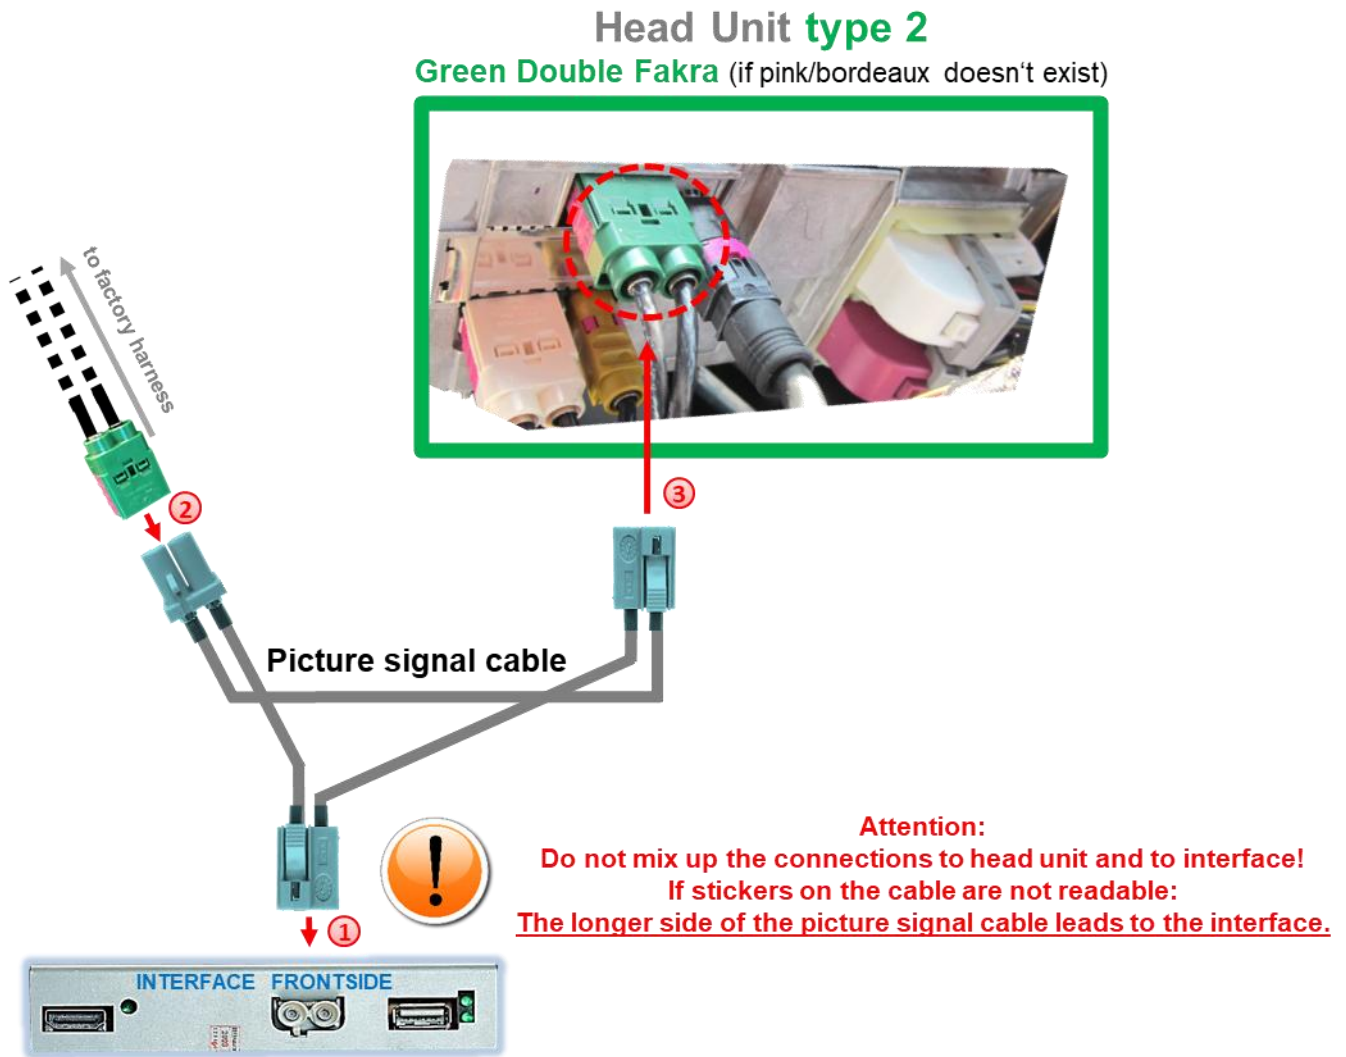 Head Unit type 2
Green Double Fakra (if pink/bordeaux doesn't exist)
to factory harness
2
3
Picture signal cable
Attention:
Do not mix up the connections to head unit and to interface!
If stickers on the cable are not readable:
The longer side of the picture signal cable leads to the interface.
1
INTERFACE FRONTSIDE